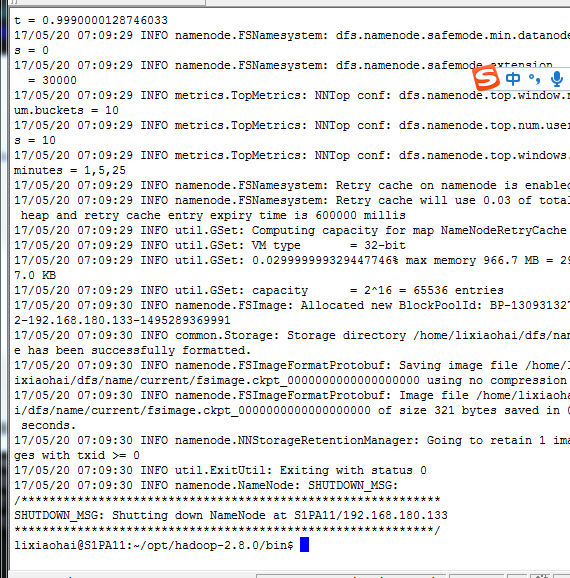 t = 0.9990000128746033
17/05/20 07:09:29 INFO namenode.FSNamesystem: dfs.namenode.safemode.min.datanode
s = 0
17/05/20 07:09:29 INFO namenode.FSNamesystem: dfs.namenode.safemode.extension
= 30000
17/05/20 07:09:29 INFO metrics.TopMetrics: NNTop conf: dfs.namenode.top.window.n
um.buckets = 10
17/05/20 07:09:29 INFO metrics.TopMetrics: NNTop conf: dfs.namenode.top.num.user
s = 10
17/05/20 07:09:29 INFO metrics.TopMetrics: NNTop conf: dfs.namenode.top.windows.
minutes = 1,5,25
17/05/20 07:09:29 INFO namenode.FSNamesystem: Retry cache on namenode is enabled
17/05/20 07:09:29 INFO namenode.FSNamesystem: Retry cache will use 0.03 of total
heap and retry cache entry expiry time is 600000 millis
17/05/20 07:09:29 INFO util.GSet: Computing capacity for map NameNodeRetryCache
17/05/20 07:09:29 INFO util.GSet: VM type       = 32-bit
17/05/20 07:09:29 INFO util.GSet: 0.029999999329447746% max memory 966.7 MB = 29
7.0 KB
17/05/20 07:09:29 INFO util.GSet: capacity      = 2^16 = 65536 entries
17/05/20 07:09:30 INFO namenode.FSImage: Allocated new BlockPoolId: BP-13093132
2-192.168.180.133-1495289369991
17/05/20 07:09:30 INFO common.Storage: Storage directory /home/lixiaohai/dfs/nam
e has been successfully formatted.
17/05/20 07:09:30 INFO namenode.FSImageFormatProtobuf: Saving image file /home/l
ixiaohai/dfs/name/current/fsimage.ckpt_0000000000000000000 using no compression
17/05/20 07:09:30 INFO namenode.FSImageFormatProtobuf: Image file /home/lixiaoha
i/dfs/name/current/fsimage.ckpt_0000000000000000000 of size 321 bytes saved in 0
seconds.
17/05/20 07:09:30 INFO namenode.NNStorageRetentionManager: Going to retain 1 ima
ges with txid >= 0
17/05/20 07:09:30 INFO util.ExitUtil: Exiting with status 0
17/05/20 07:09:30 INFO namenode.NameNode: SHUTDOWN_MSG:
/************************************************************
SHUTDOWN_MSG: Shutting down NameNode at S1PA11/192.168.180.133
************************************************************/
lixiaohai@S1PA11:~/opt/hadoop-2.8.0/bin$
S 中 °,